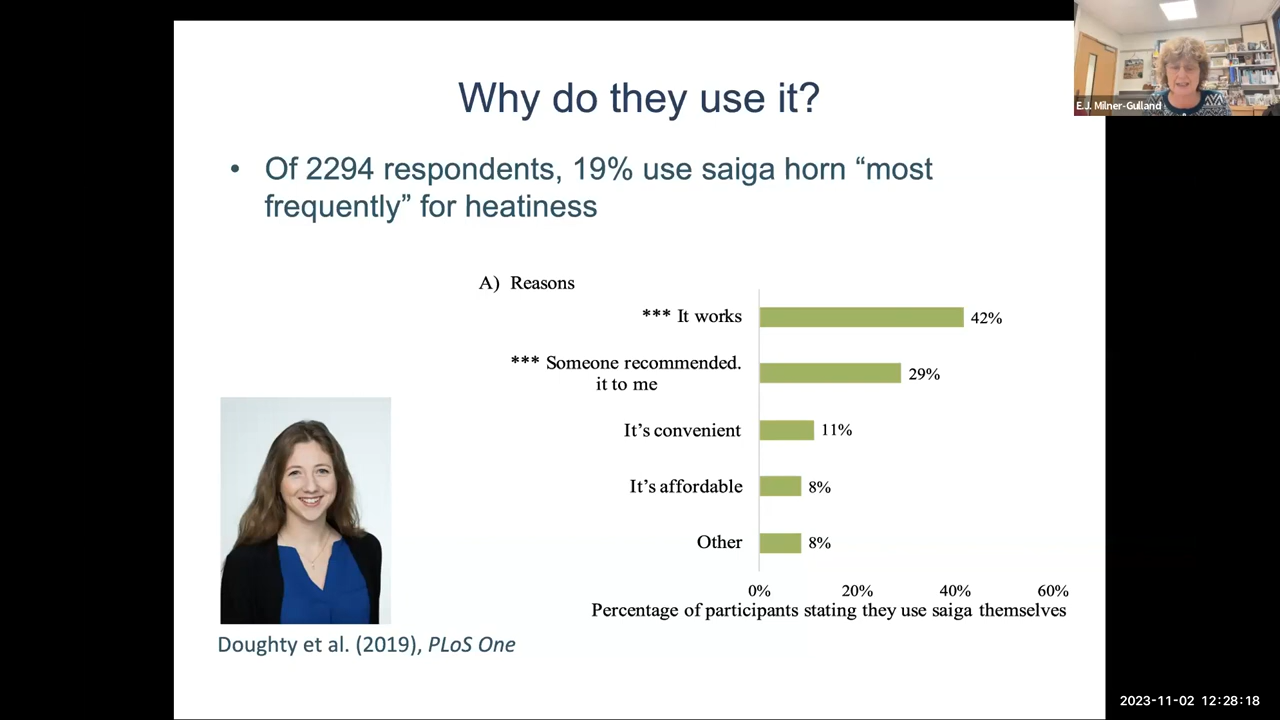 Why do they use it?
E.J. Milner-Gulland
• Of 2294 respondents, 19% use saiga horn “most
frequently” for heatiness
A) Reasons
*** It works 42%
*** Someone recommended.
it to me 29%
It’s convenient 11%
It’s affordable 8%
Other 8%
0% 20% 40% 60%
Percentage of participants stating they use saiga themselves
Doughty et al. (2019), PLoS One
2023-11-02 12:28:18